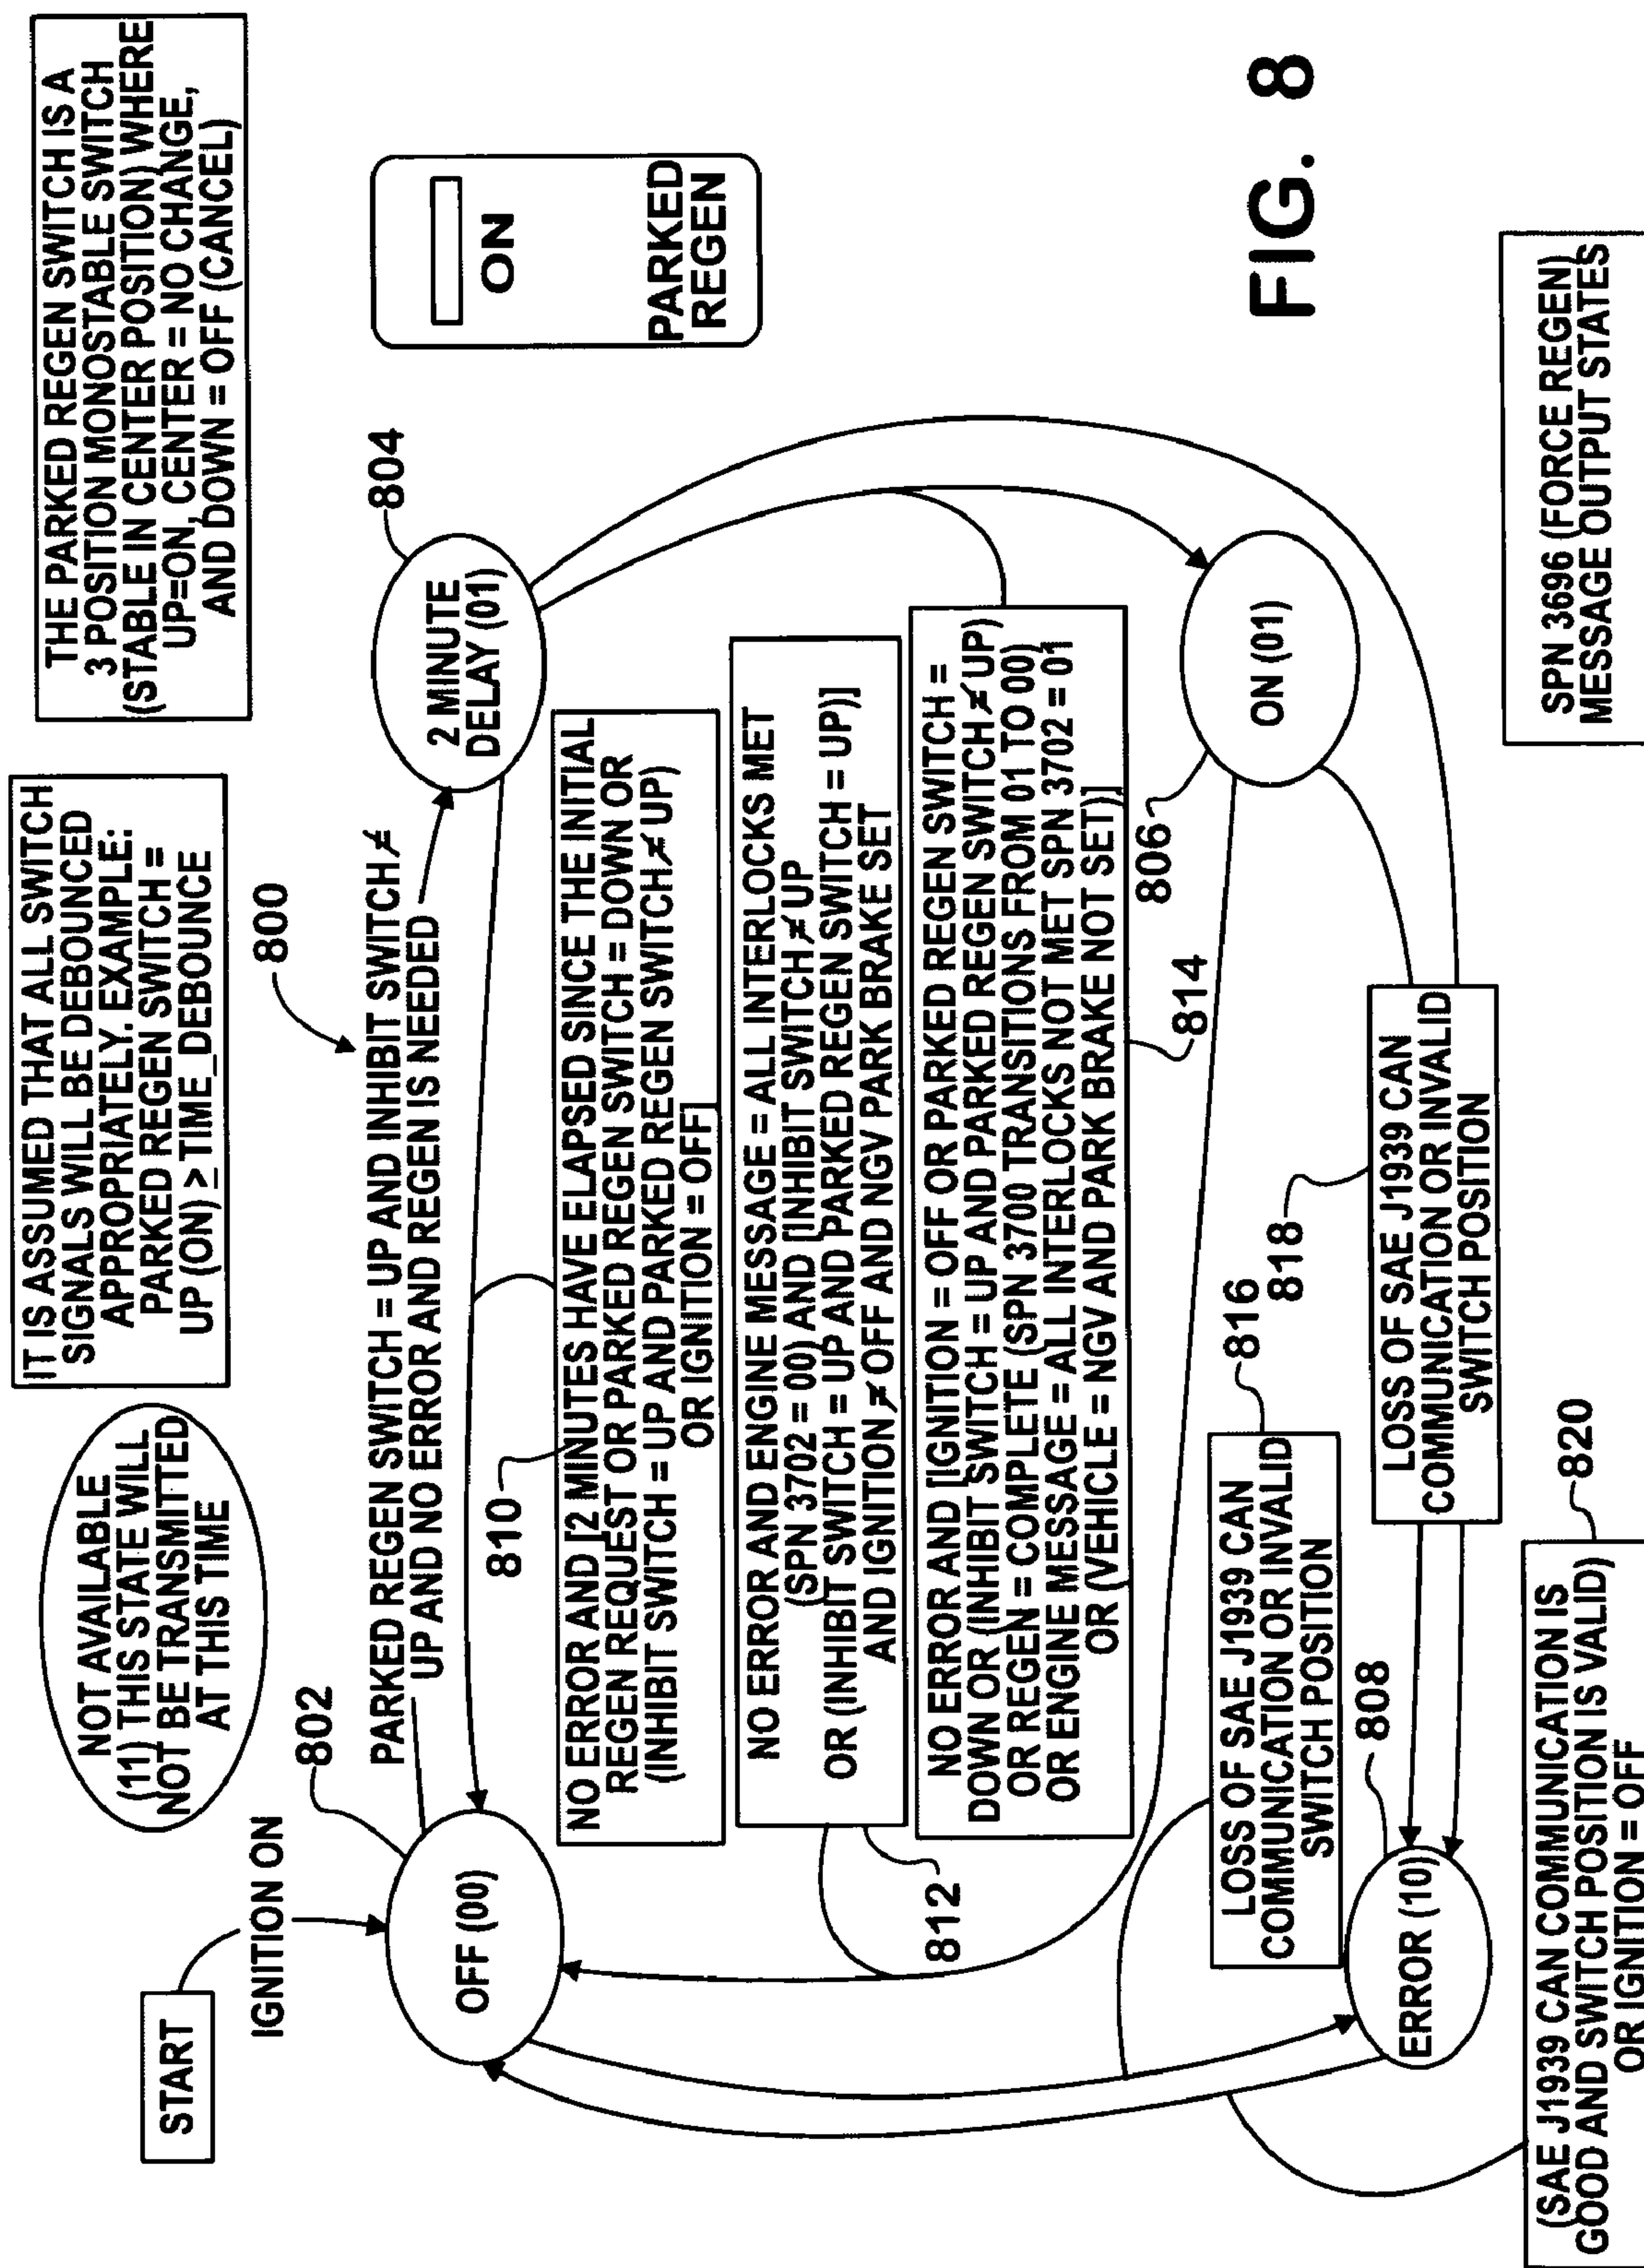 START
IGNITION ON
NOT AVAILABLE
(11) THIS STATE WILL
NOT BE TRANSMITTED
AT THIS TIME
IT IS ASSUMED THAT ALL SWITCH
SIGNALS WILL BE DEBOUNCED
APPROPRIATELY. EXAMPLE:
PARKED REGEN SWITCH =
UP (ON) ≥ TIME_DEBOUNCE
THE PARKED REGEN SWITCH IS A
3 POSITION MONOSTABLE SWITCH
(STABLE IN CENTER POSITION) WHERE
UP=ON, CENTER = NO CHANGE,
AND DOWN = OFF (CANCEL)
800
802
OFF (00)
PARKED REGEN SWITCH = UP AND INHIBIT SWITCH ≠
UP AND NO ERROR AND REGEN IS NEEDED
804
2 MINUTE
DELAY (01)
ON
PARKED
REGEN
810
NO ERROR AND [2 MINUTES HAVE ELAPSED SINCE THE INITIAL
REGEN REQUEST OR PARKED REGEN SWITCH = DOWN OR
(INHIBIT SWITCH = UP AND PARKED REGEN SWITCH ≠ UP)
OR IGNITION = OFF]
NO ERROR AND ENGINE MESSAGE = ALL INTERLOCKS MET
(SPN 3702 = 00) AND [INHIBIT SWITCH ≠ UP
OR (INHIBIT SWITCH = UP AND PARKED REGEN SWITCH = UP)]
AND IGNITION ≠ OFF AND NGV PARK BRAKE SET
812
NO ERROR AND [IGNITION = OFF OR PARKED REGEN SWITCH =
DOWN OR (INHIBIT SWITCH = UP AND PARKED REGEN SWITCH ≠ UP)
OR REGEN = COMPLETE (SPN 3700 TRANSITIONS FROM 01 TO 00)
OR ENGINE MESSAGE = ALL INTERLOCKS NOT MET SPN 3702 = 01
OR (VEHICLE = NGV AND PARK BRAKE NOT SET)]
814
806
ON (01)
FIG. 8
LOSS OF SAE J1939 CAN
COMMUNICATION OR INVALID
SWITCH POSITION
816
818
LOSS OF SAE J1939 CAN
COMMUNICATION OR INVALID
SWITCH POSITION
808
ERROR (10)
820
(SAE J1939 CAN COMMUNICATION IS
GOOD AND SWITCH POSITION IS VALID)
OR IGNITION = OFF
SPN 3696 (FORCE REGEN)
MESSAGE OUTPUT STATES